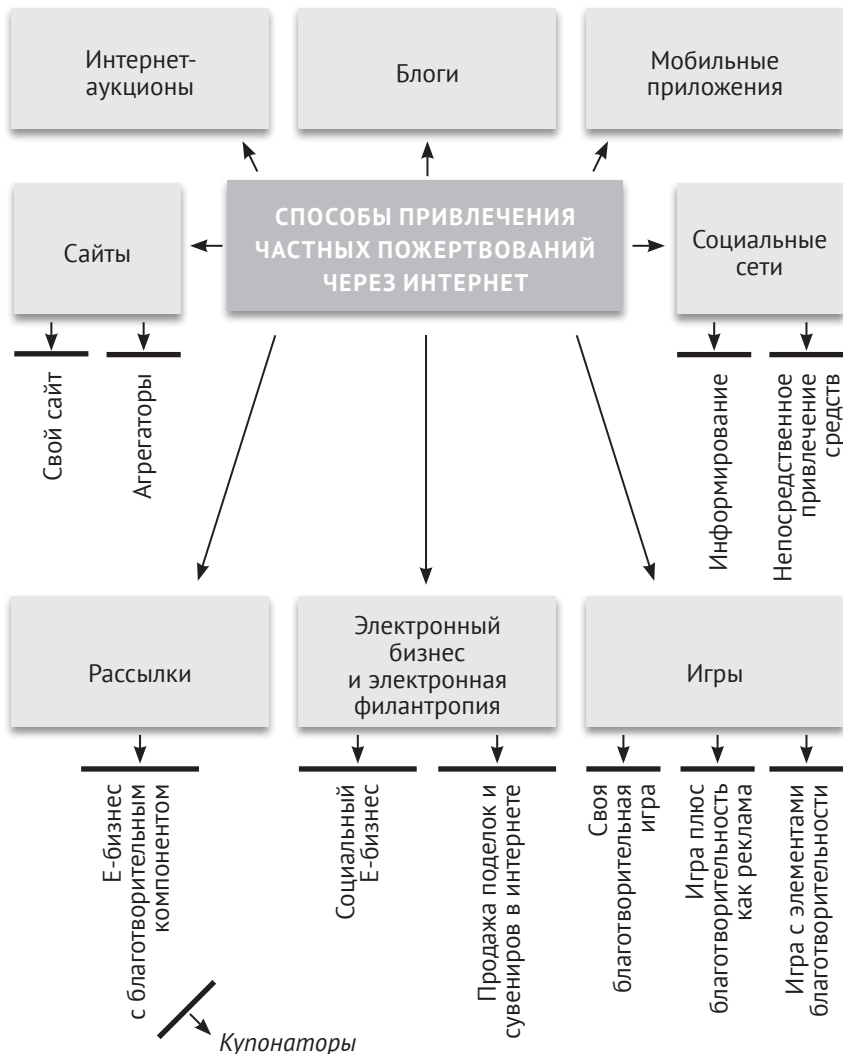 Интернет-
аукционы
Блоги
Мобильные
приложения
СПОСОБЫ ПРИВЛЕЧЕНИЯ
ЧАСТНЫХ ПОЖЕРТВОВАНИЙ
ЧЕРЕЗ ИНТЕРНЕТ
Сайты
Социальные
сети
Свой сайт
Агрегаторы
Информирование
Непосредственное
привлечение
средств
Рассылки
Электронный
бизнес
и электронная
филантропия
Игры
Е-бизнес
с благотворительным
компонентом
Социальный
Е-бизнес
Продажа поделок и
сувениров в интернете
Своя
благотворительная
игра
Игра плюс
благотворительность
как реклама
Игра с элементами
благотворительности
Купонаторы